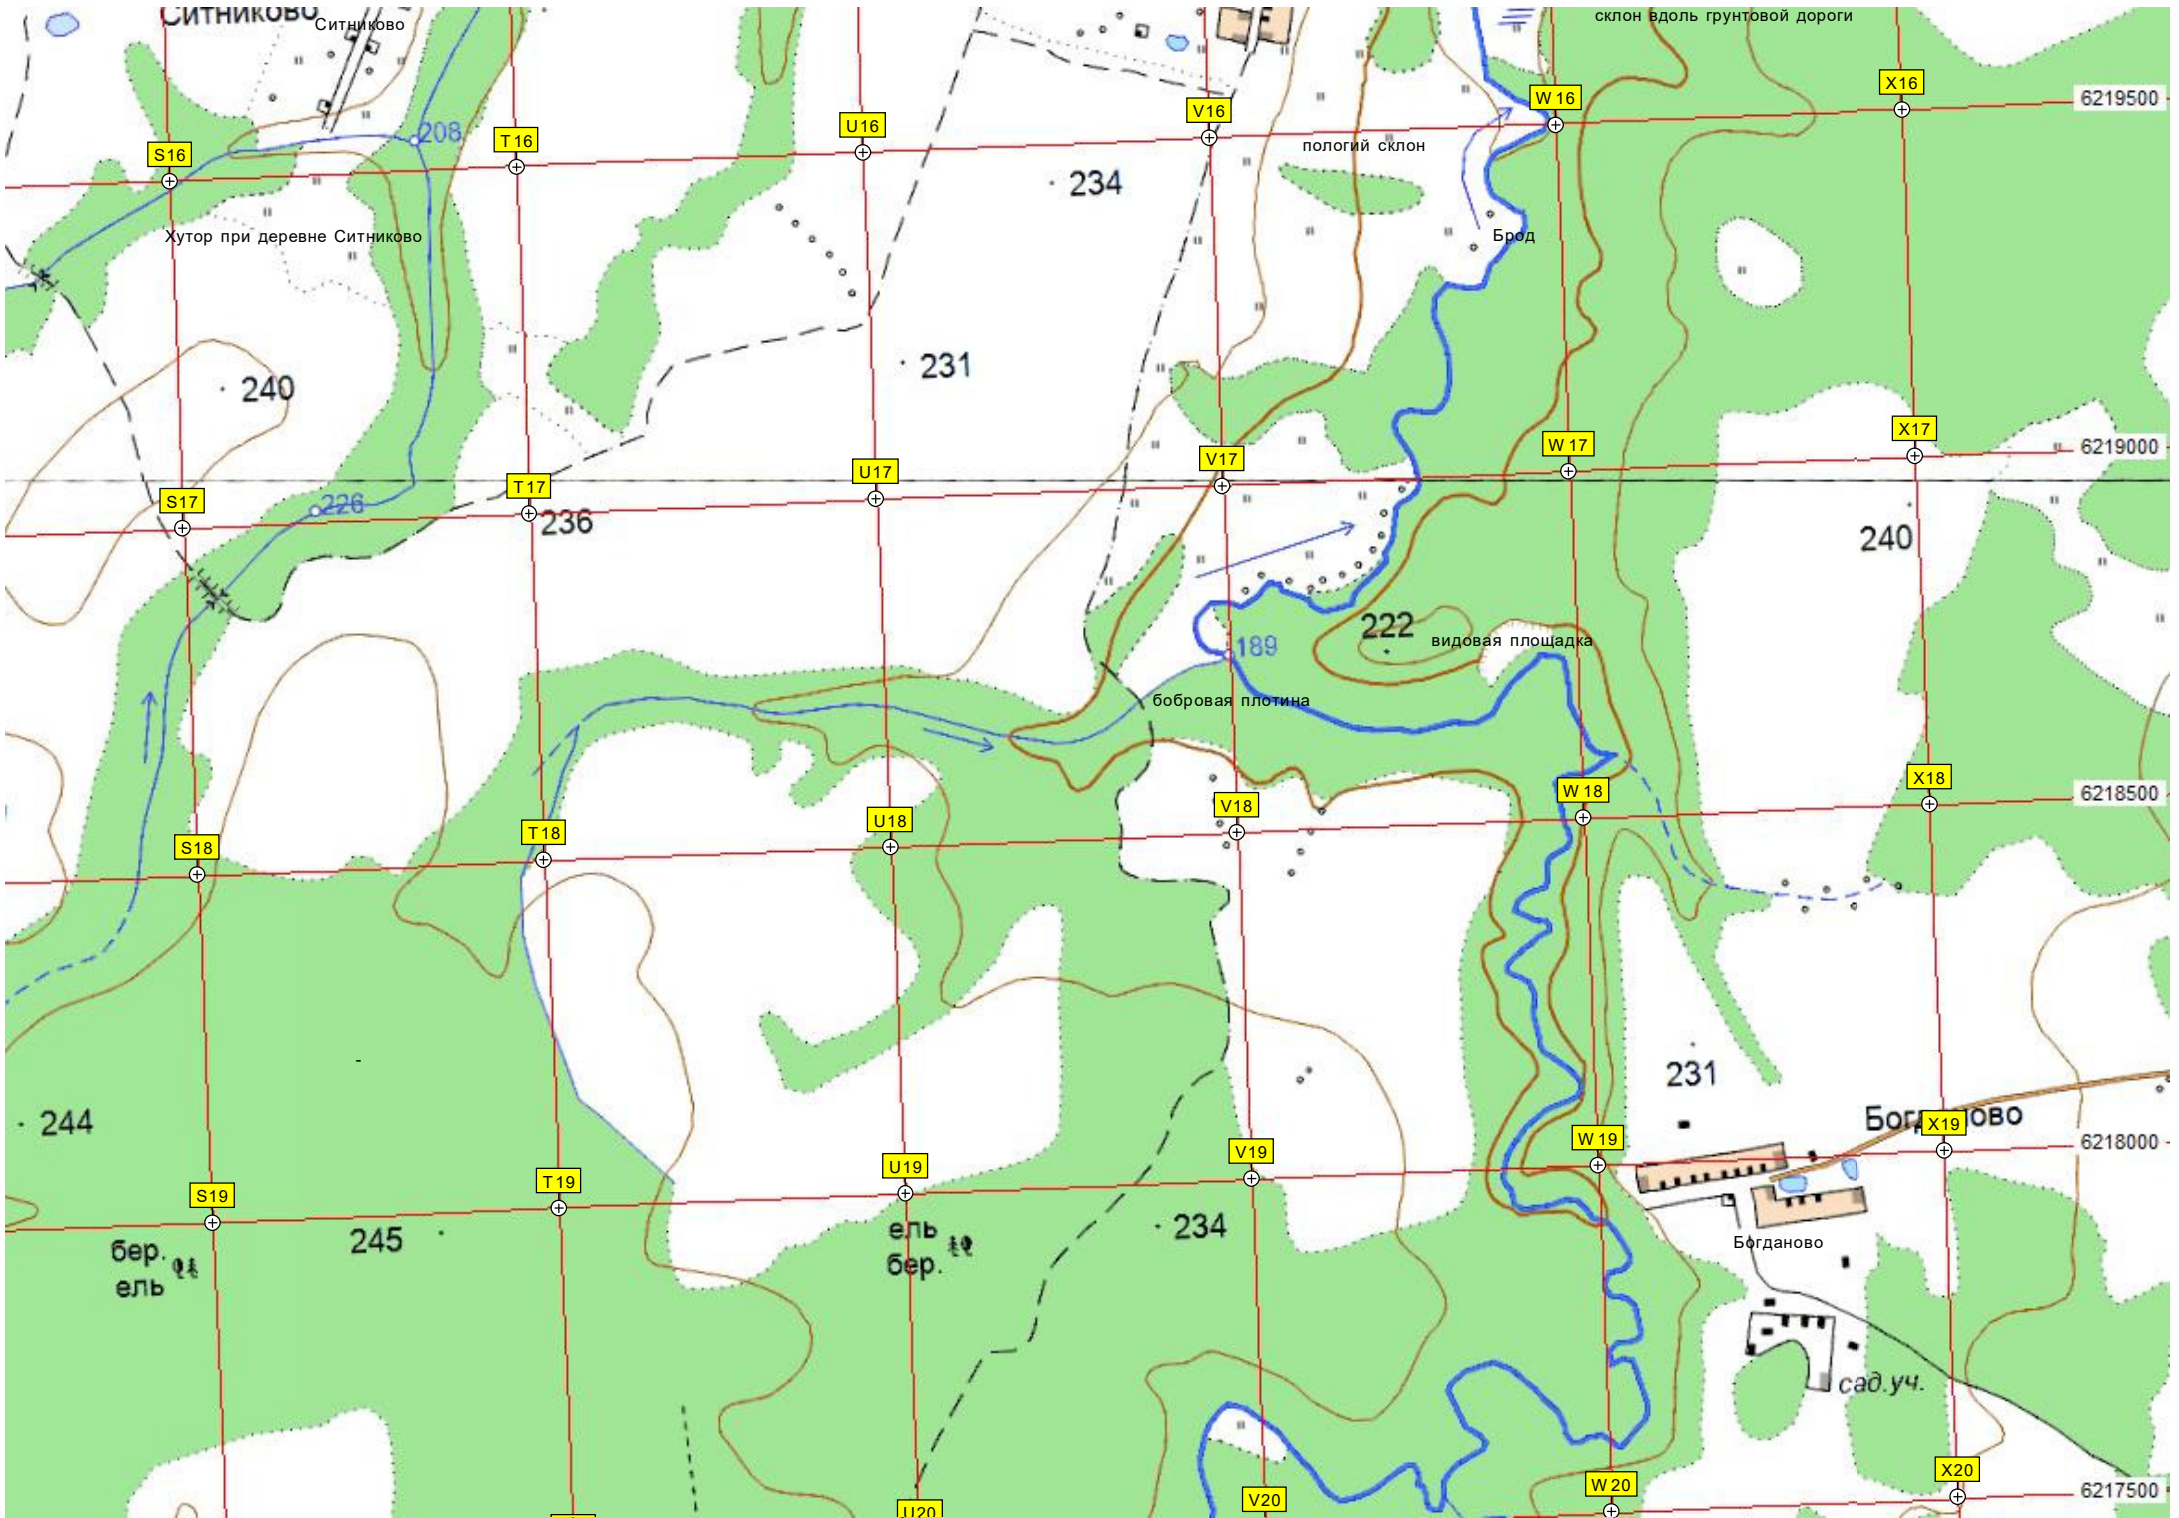 Ситниково
Ситниково
склон вдоль грунтовой дороги
X16
6219500
W16
V16
U16
208
T16
S16
пологий склон
234
Хутор при деревне Ситниково
Брод
231
240
X17
6219000
W17
V17
U17
T17
S17
226
236
240
222
видовая площадка
189
бобровая плотина
X18
6218500
W18
V18
U18
T18
S18
231
244
Богданово
X19
6218000
W19
V19
U19
T19
S19
245
234
бер.
ель
ель
бер.
Богданово
сад.уч.
X20
6217500
W20
V20
U20